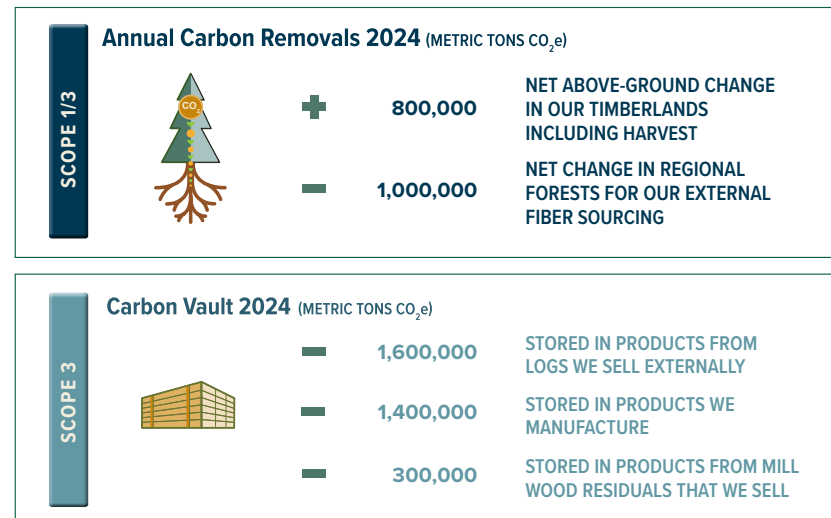 SCOPE 1/3
Annual Carbon Removals 2024 (METRIC TONS CO₂e)
CO₂
+ 800,000
NET ABOVE-GROUND CHANGE
IN OUR TIMBERLANDS
INCLUDING HARVEST
− 1,000,000
NET CHANGE IN REGIONAL
FORESTS FOR OUR EXTERNAL
FIBER SOURCING
SCOPE 3
Carbon Vault 2024 (METRIC TONS CO₂e)
− 1,600,000
STORED IN PRODUCTS FROM
LOGS WE SELL EXTERNALLY
− 1,400,000
STORED IN PRODUCTS WE
MANUFACTURE
− 300,000
STORED IN PRODUCTS FROM MILL
WOOD RESIDUALS THAT WE SELL